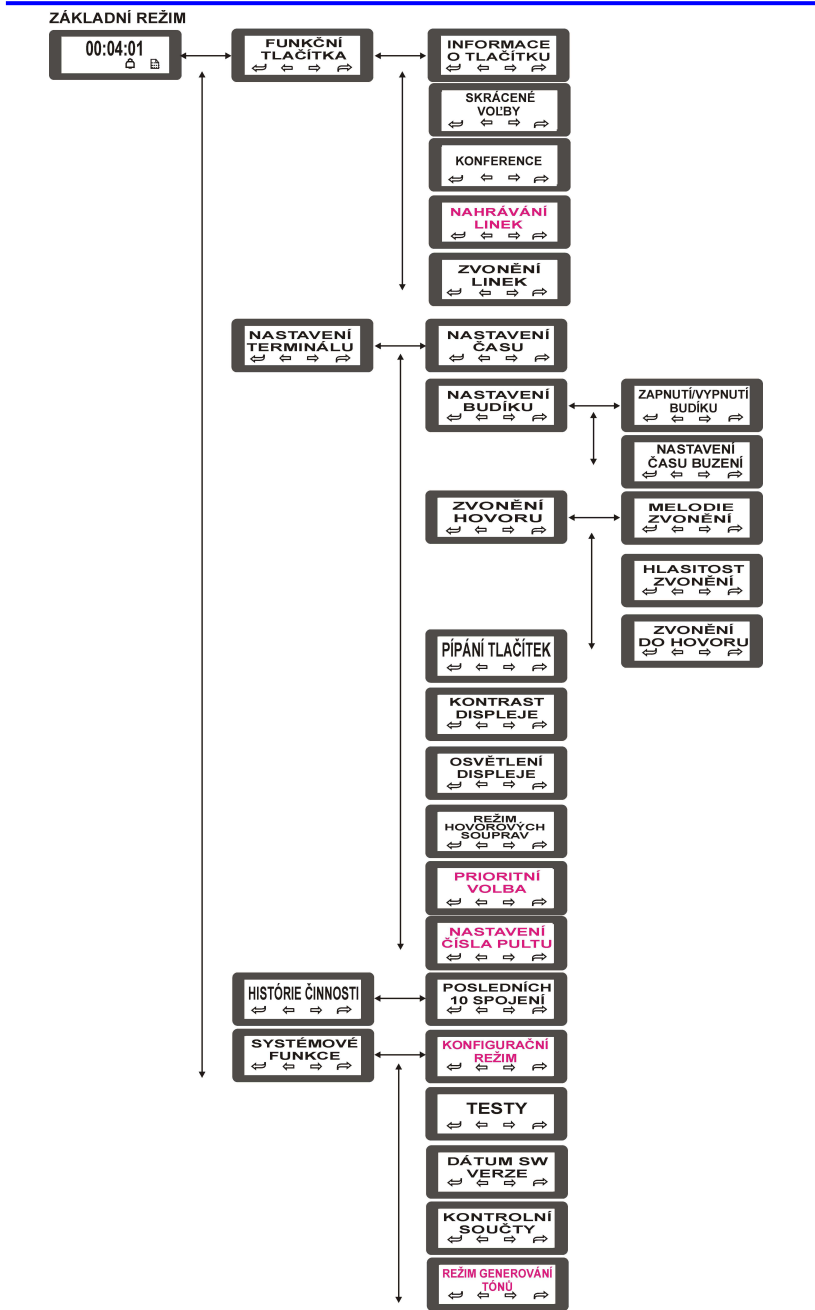 ZÁKLADNÍ REŽIM
00:04:01
FUNKČNÍ
TLAČÍTKA
INFORMACE
O TLAČÍTKU
SKRÁCENÉ
VOĽBY
KONFERENCE
NAHRÁVÁNÍ
LINEK
ZVONĚNÍ
LINEK
NASTAVENÍ
TERMINÁLU
NASTAVENÍ
ČASU
NASTAVENÍ
BUDÍKU
ZAPNUTÍ/VYPNUTÍ
BUDÍKU
NASTAVENÍ
ČASU BUZENÍ
ZVONĚNÍ
HOVORU
MELODIE
ZVONĚNÍ
HLASITOST
ZVONĚNÍ
ZVONĚNÍ
DO HOVORU
PÍPÁNÍ TLAČÍTEK
KONTRAST
DISPLEJE
OSVĚTLENÍ
DISPLEJE
REŽIM
HOVOROVÝCH
SOUPRAV
PRIORITNÍ
VOLBA
NASTAVENÍ
ČÍSLA PULTU
HISTÓRIE ČINNOSTI
POSLEDNÍCH
10 SPOJENÍ
SYSTÉMOVÉ
FUNKCE
KONFIGURAČNÍ
REŽIM
TESTY
DÁTUM SW
VERZE
KONTROLNÍ
SOUČTY
REŽIM GENEROVÁNÍ
TÓNŮ